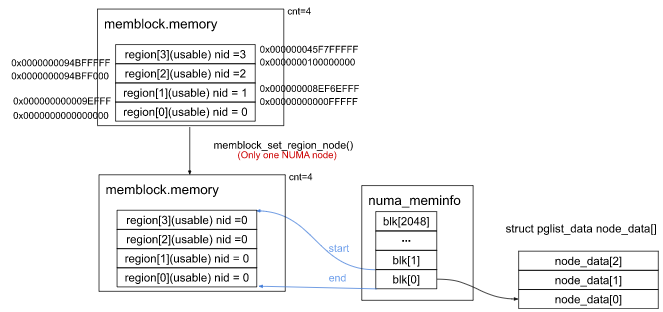 cnt=4
memblock.memory
region[3](usable) nid =3
region[2](usable) nid =2
region[1](usable) nid = 1
region[0](usable) nid = 0
0x0000000094BFFFFF
0x0000000094BFF000
0x000000000009EFFF
0x0000000000000000
0x000000045F7FFFFF
0x0000000100000000
0x000000008EF6EFFF
0x00000000000FFFFF
memblock_set_region_node()
(Only one NUMA node)
cnt=4
memblock.memory
region[3](usable) nid =0
region[2](usable) nid =0
region[1](usable) nid = 0
region[0](usable) nid = 0
start
end
numa_meminfo
blk[2048]
...
blk[1]
blk[0]
struct pglist_data node_data[]
node_data[2]
node_data[1]
node_data[0]